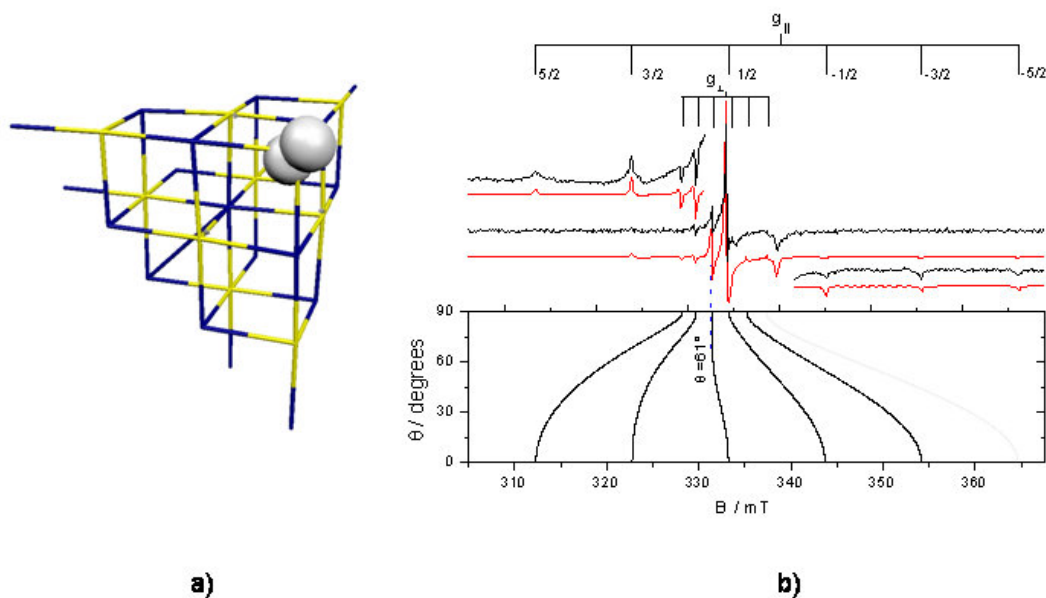 g||
5/2 3/2 1/2 -1/2 -3/2 -5/2
g⊥
90
60
30
0
θ / degrees
θ=61°
310 320 330 340 350 360
B / mT
a) b)